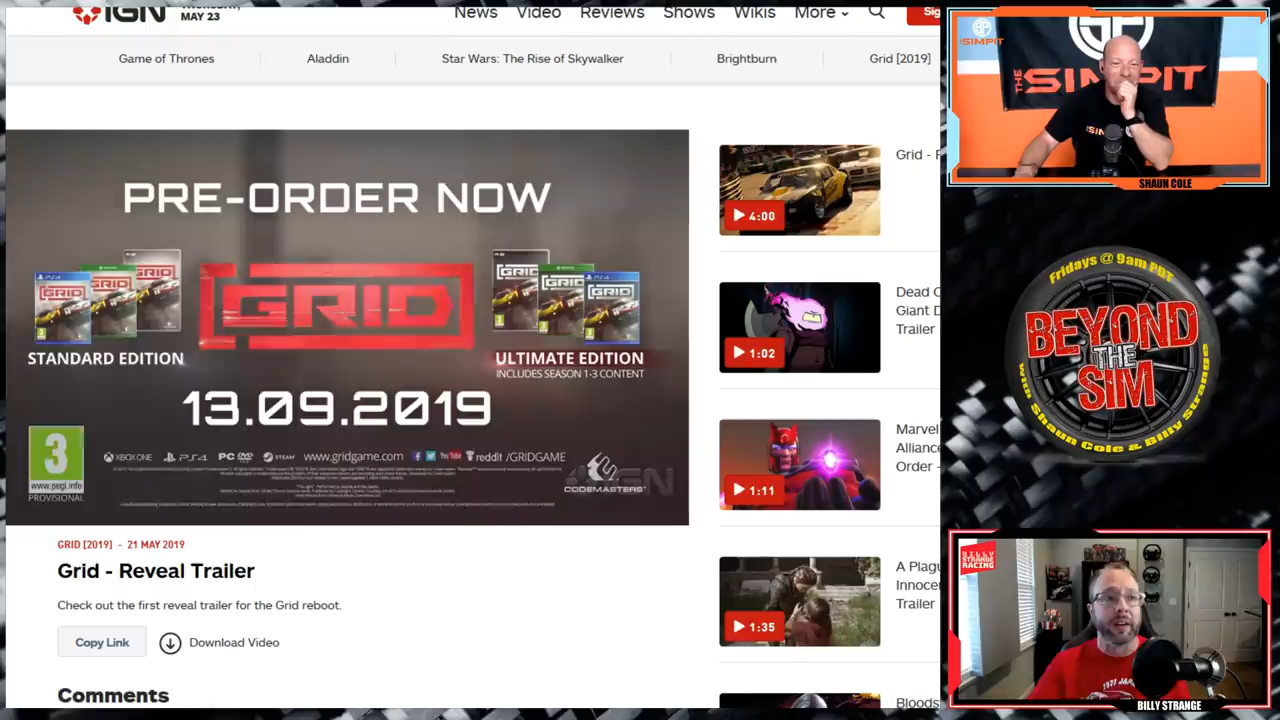 IGN
MAY 23
News Video Reviews Shows Wikis More
Game of Thrones
Aladdin
Star Wars: The Rise of Skywalker
Brightburn
Grid [2019]
PRE-ORDER NOW
GRID
STANDARD EDITION
ULTIMATE EDITION
INCLUDES SEASON 1-3 CONTENT
13.09.2019
3
www.pegi.info
PROVISIONAL
XBOX ONE PS4 PC DVD STEAM www.gridgame.com YouTube reddit /GRIDGAME
CODEMASTERS
IGN
GRID [2019] - 21 MAY 2019
Grid - Reveal Trailer
Check out the first reveal trailer for the Grid reboot.
Copy Link
Download Video
Comments
4:00
Grid - R
1:02
Dead C
Giant D
Trailer
1:11
Marvel
Alliance
Order -
1:35
A Plagu
Innocen
Trailer
Bloods
THE SIMPIT
SHAUN COLE
Fridays @ 9am PDT
BEYOND
THE
SIM
with Shaun Cole & Billy Strange
BILLY
STRANGE
RACING
BILLY STRANGE